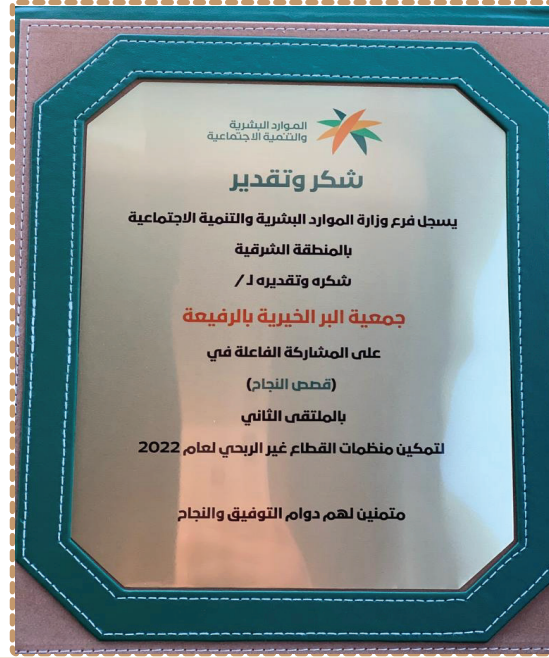 الموارد البشرية
والتنمية الاجتماعية
شكر وتقدير
يسجل فرع وزارة الموارد البشرية والتنمية الاجتماعية
بالمنطقة الشرقية
شكره وتقديره لـ /
جمعية البر الخيرية بالرفيعة
على المشاركة الفاعلة في
(قصص النجاح)
بالملتقى الثاني
لتمكين منظمات القطاع غير الربحي لعام 2022
متمنين لهم دوام التوفيق والنجاح